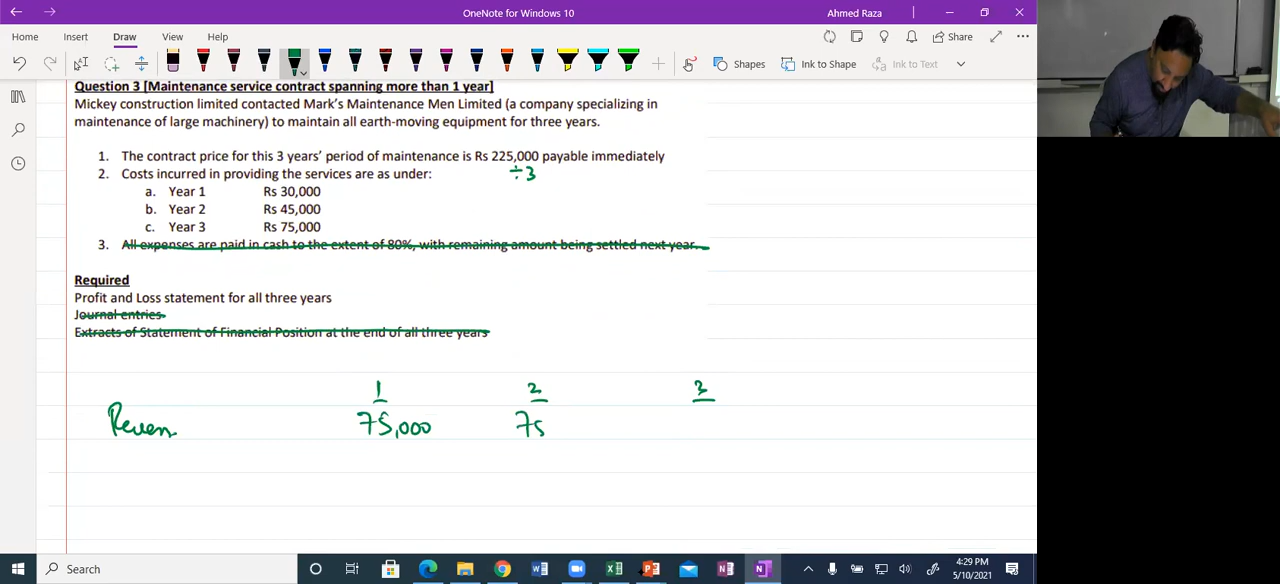 OneNote for Windows 10
Ahmed Raza
Home Insert Draw View Help
Share
Shapes Ink to Shape Ink to Text
Question 3 [Maintenance service contract spanning more than 1 year]
Mickey construction limited contacted Mark's Maintenance Men Limited (a company specializing in
maintenance of large machinery) to maintain all earth-moving equipment for three years.
1. The contract price for this 3 years' period of maintenance is Rs 225,000 payable immediately
2. Costs incurred in providing the services are as under:
÷3
a. Year 1 Rs 30,000
b. Year 2 Rs 45,000
c. Year 3 Rs 75,000
3. All expenses are paid in cash to the extent of 80%, with remaining amount being settled next year.
Required
Profit and Loss statement for all three years
Journal entries
Extracts of Statement of Financial Position at the end of all three years
1 2 3
Reven 75,000 75
Search
4:29 PM
5/10/2021